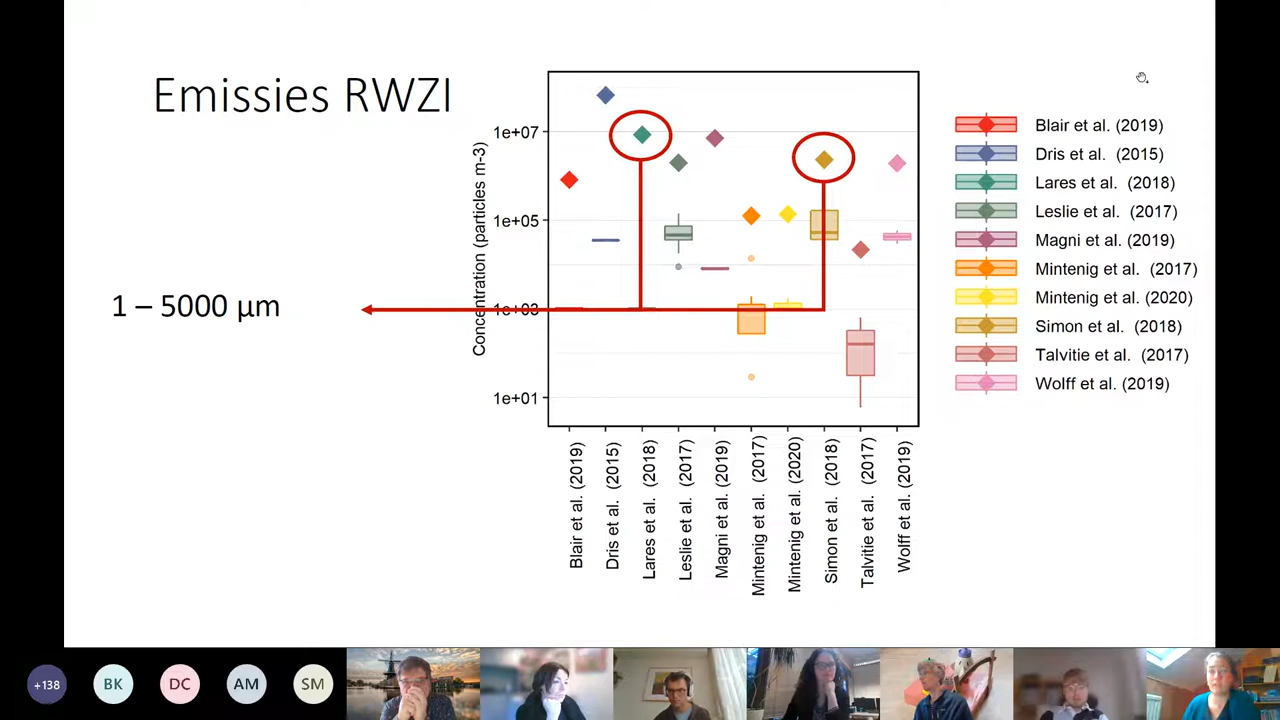 Emissies RWZI
1 – 5000 µm
Concentration (particles m-3)
1e+07
1e+05
1e+03
1e+01
Blair et al. (2019)
Dris et al. (2015)
Lares et al. (2018)
Leslie et al. (2017)
Magni et al. (2019)
Mintenig et al. (2017)
Mintenig et al. (2020)
Simon et al. (2018)
Talvitie et al. (2017)
Wolff et al. (2019)
Blair et al. (2019)
Dris et al. (2015)
Lares et al. (2018)
Leslie et al. (2017)
Magni et al. (2019)
Mintenig et al. (2017)
Mintenig et al. (2020)
Simon et al. (2018)
Talvitie et al. (2017)
Wolff et al. (2019)
+138
BK
DC
AM
SM